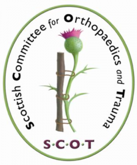 Scottish Committee for Orthopaedics and Trauma
S·C·O·T